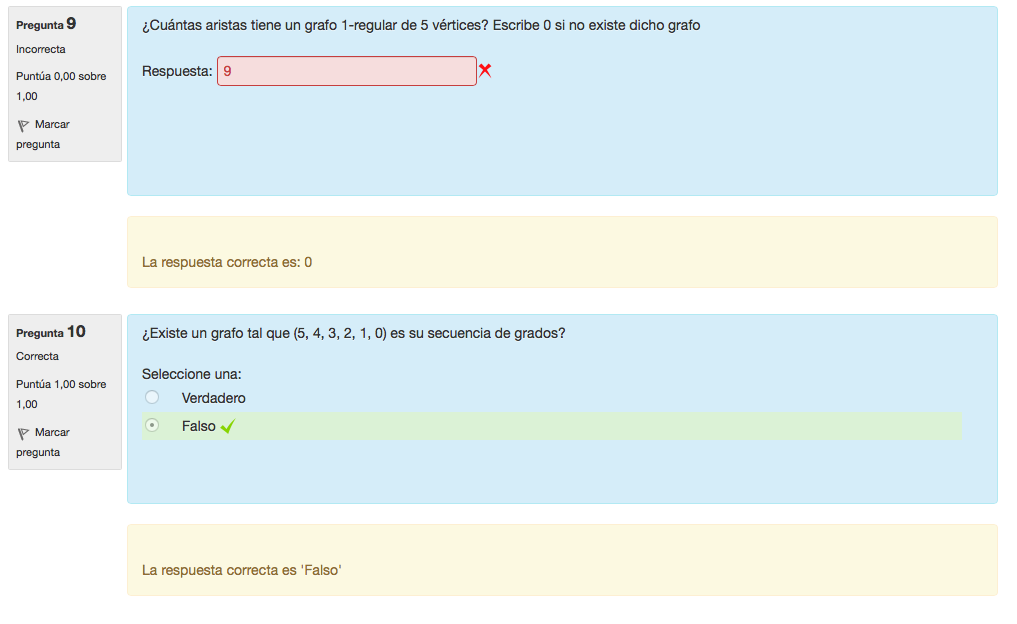 Pregunta 9
Incorrecta
Puntúa 0,00 sobre
1,00
Marcar
pregunta
¿Cuántas aristas tiene un grafo 1-regular de 5 vértices? Escribe 0 si no existe dicho grafo
Respuesta: 9
La respuesta correcta es: 0
Pregunta 10
Correcta
Puntúa 1,00 sobre
1,00
Marcar
pregunta
¿Existe un grafo tal que (5, 4, 3, 2, 1, 0) es su secuencia de grados?
Seleccione una:
Verdadero
Falso
La respuesta correcta es 'Falso'